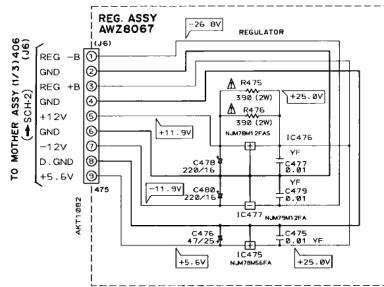 REG. ASSY
AWZ8067
(J6)
-26 8V
REGULATOR
TO MOTHER ASSY (1/3) 406 (J6)
(← SCH-2)
REG -B 1
GND 2
REG +B 3
GND 4
+12V 5
GND 6
-12V 7
D.GND 8
+5.6V 9
475
AKT1082
R475
390 (2W)
+25.0V
R476
390 (2W)
+11.9V
NJM78M12FAS
IC476
YF
C478
220/16
C477
0.01
YF
-11.9V
C480
220/16
C479
0.01
IC477
NJM79M12FA
C476
47/25
C475
0.01 YF
IC475
+5.6V
NJM78M56FA
+25.0V